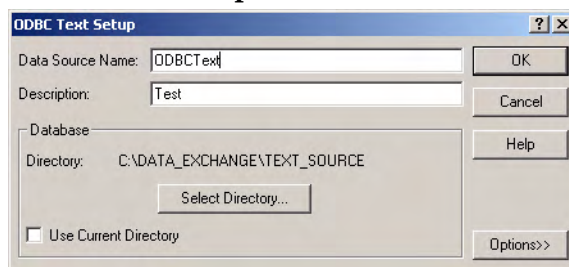 ODBC Text Setup
Data Source Name: ODBCText OK
Description: Test Cancel
Database Help
Directory: C:\DATA_EXCHANGE\TEXT_SOURCE
Select Directory...
Use Current Directory Options>>